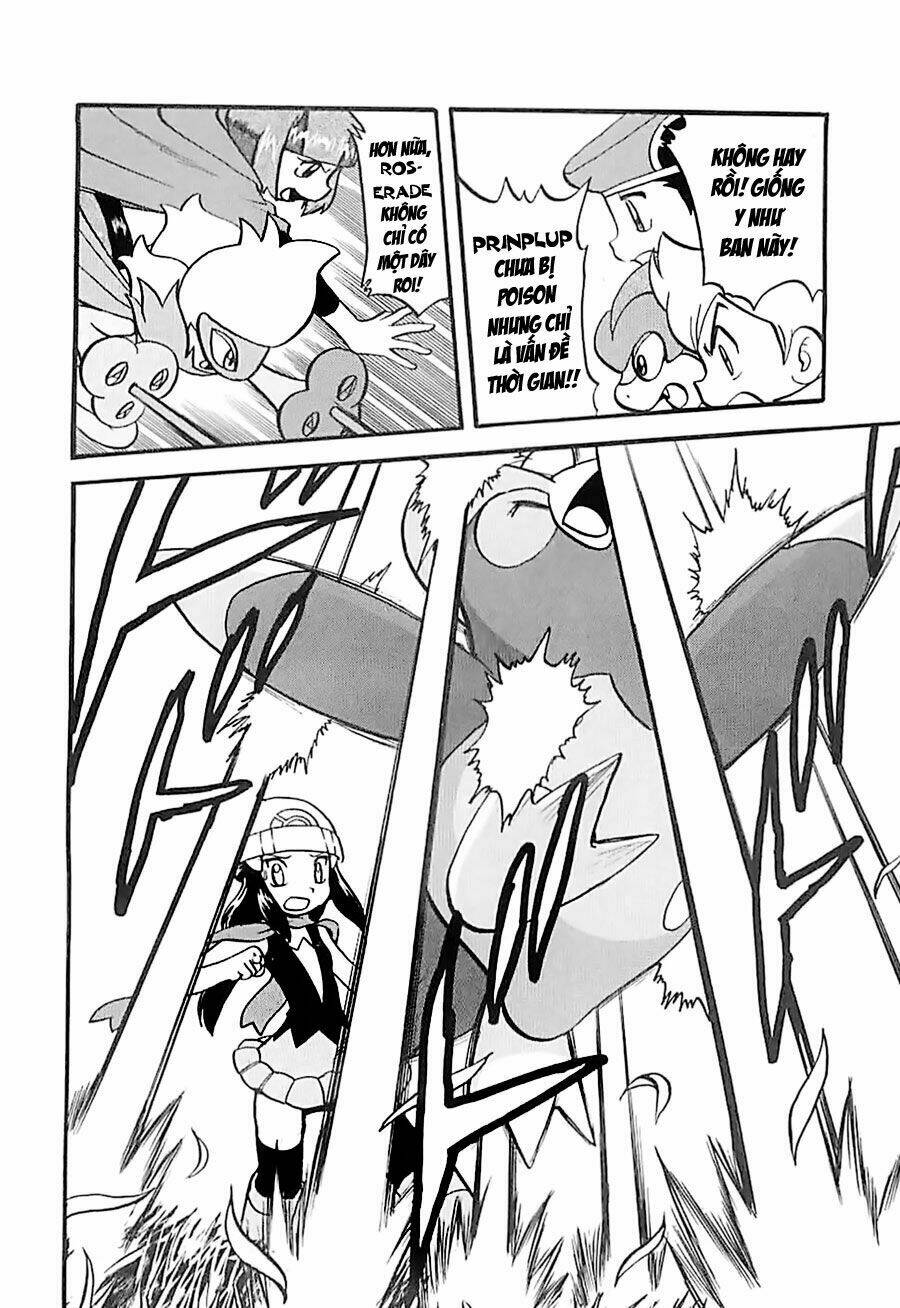 KHÔNG HAY
RỒI! GIỐNG
Y NHƯ
BAN NÃY!
PRINPLUP
CHƯA BỊ
POISON
NHƯNG CHỈ
LÀ VẤN ĐỀ
THỜI GIAN!!
HƠN NỮA,
ROS-
ERADE
KHÔNG
CHỈ CÓ
MỘT DÂY
ROI!